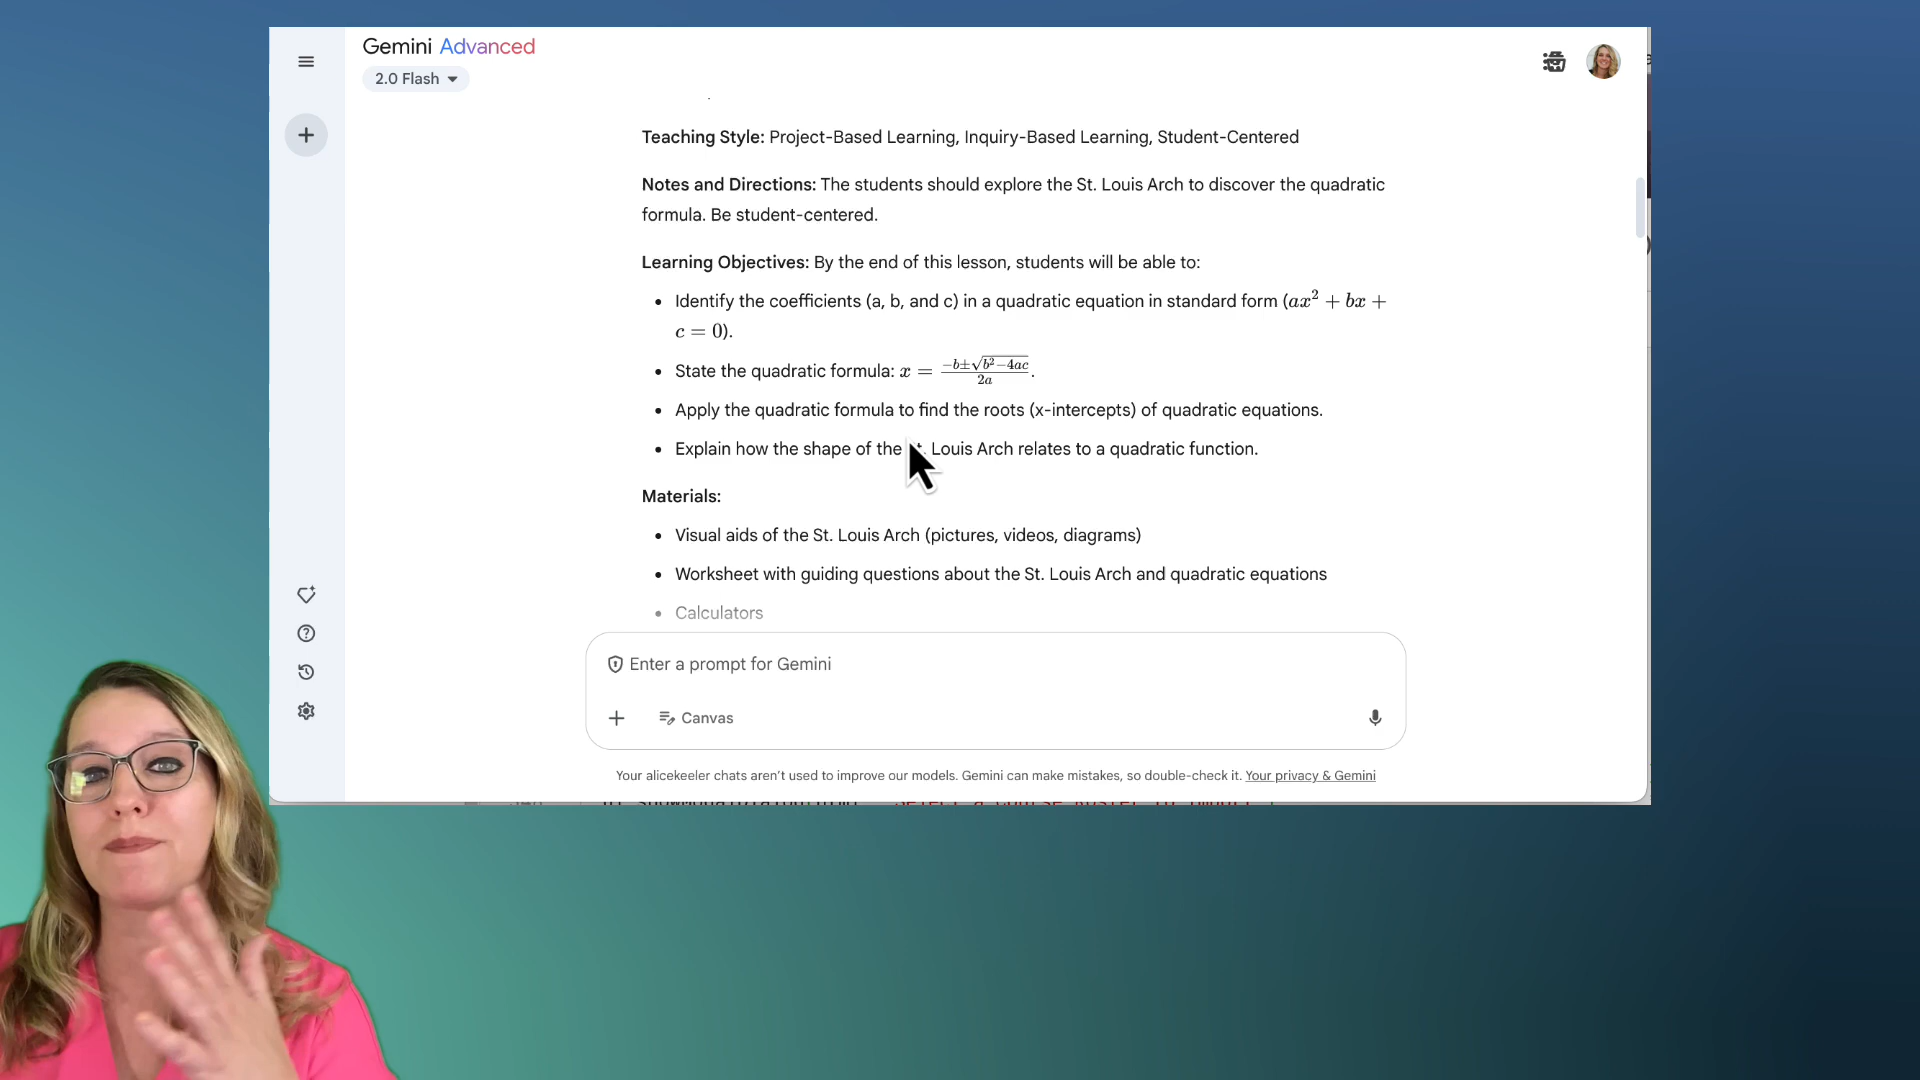 Gemini Advanced
2.0 Flash
Teaching Style: Project-Based Learning, Inquiry-Based Learning, Student-Centered
Notes and Directions: The students should explore the St. Louis Arch to discover the quadratic
formula. Be student-centered.
Learning Objectives: By the end of this lesson, students will be able to:
• Identify the coefficients (a, b, and c) in a quadratic equation in standard form (ax² + bx +
c = 0).
• State the quadratic formula: x = \frac{-b±\sqrt{b²-4ac}}{2a}.
• Apply the quadratic formula to find the roots (x-intercepts) of quadratic equations.
• Explain how the shape of the St. Louis Arch relates to a quadratic function.
Materials:
• Visual aids of the St. Louis Arch (pictures, videos, diagrams)
• Worksheet with guiding questions about the St. Louis Arch and quadratic equations
• Calculators
Enter a prompt for Gemini
Canvas
Your alicekeeler chats aren't used to improve our models. Gemini can make mistakes, so double-check it. Your privacy & Gemini